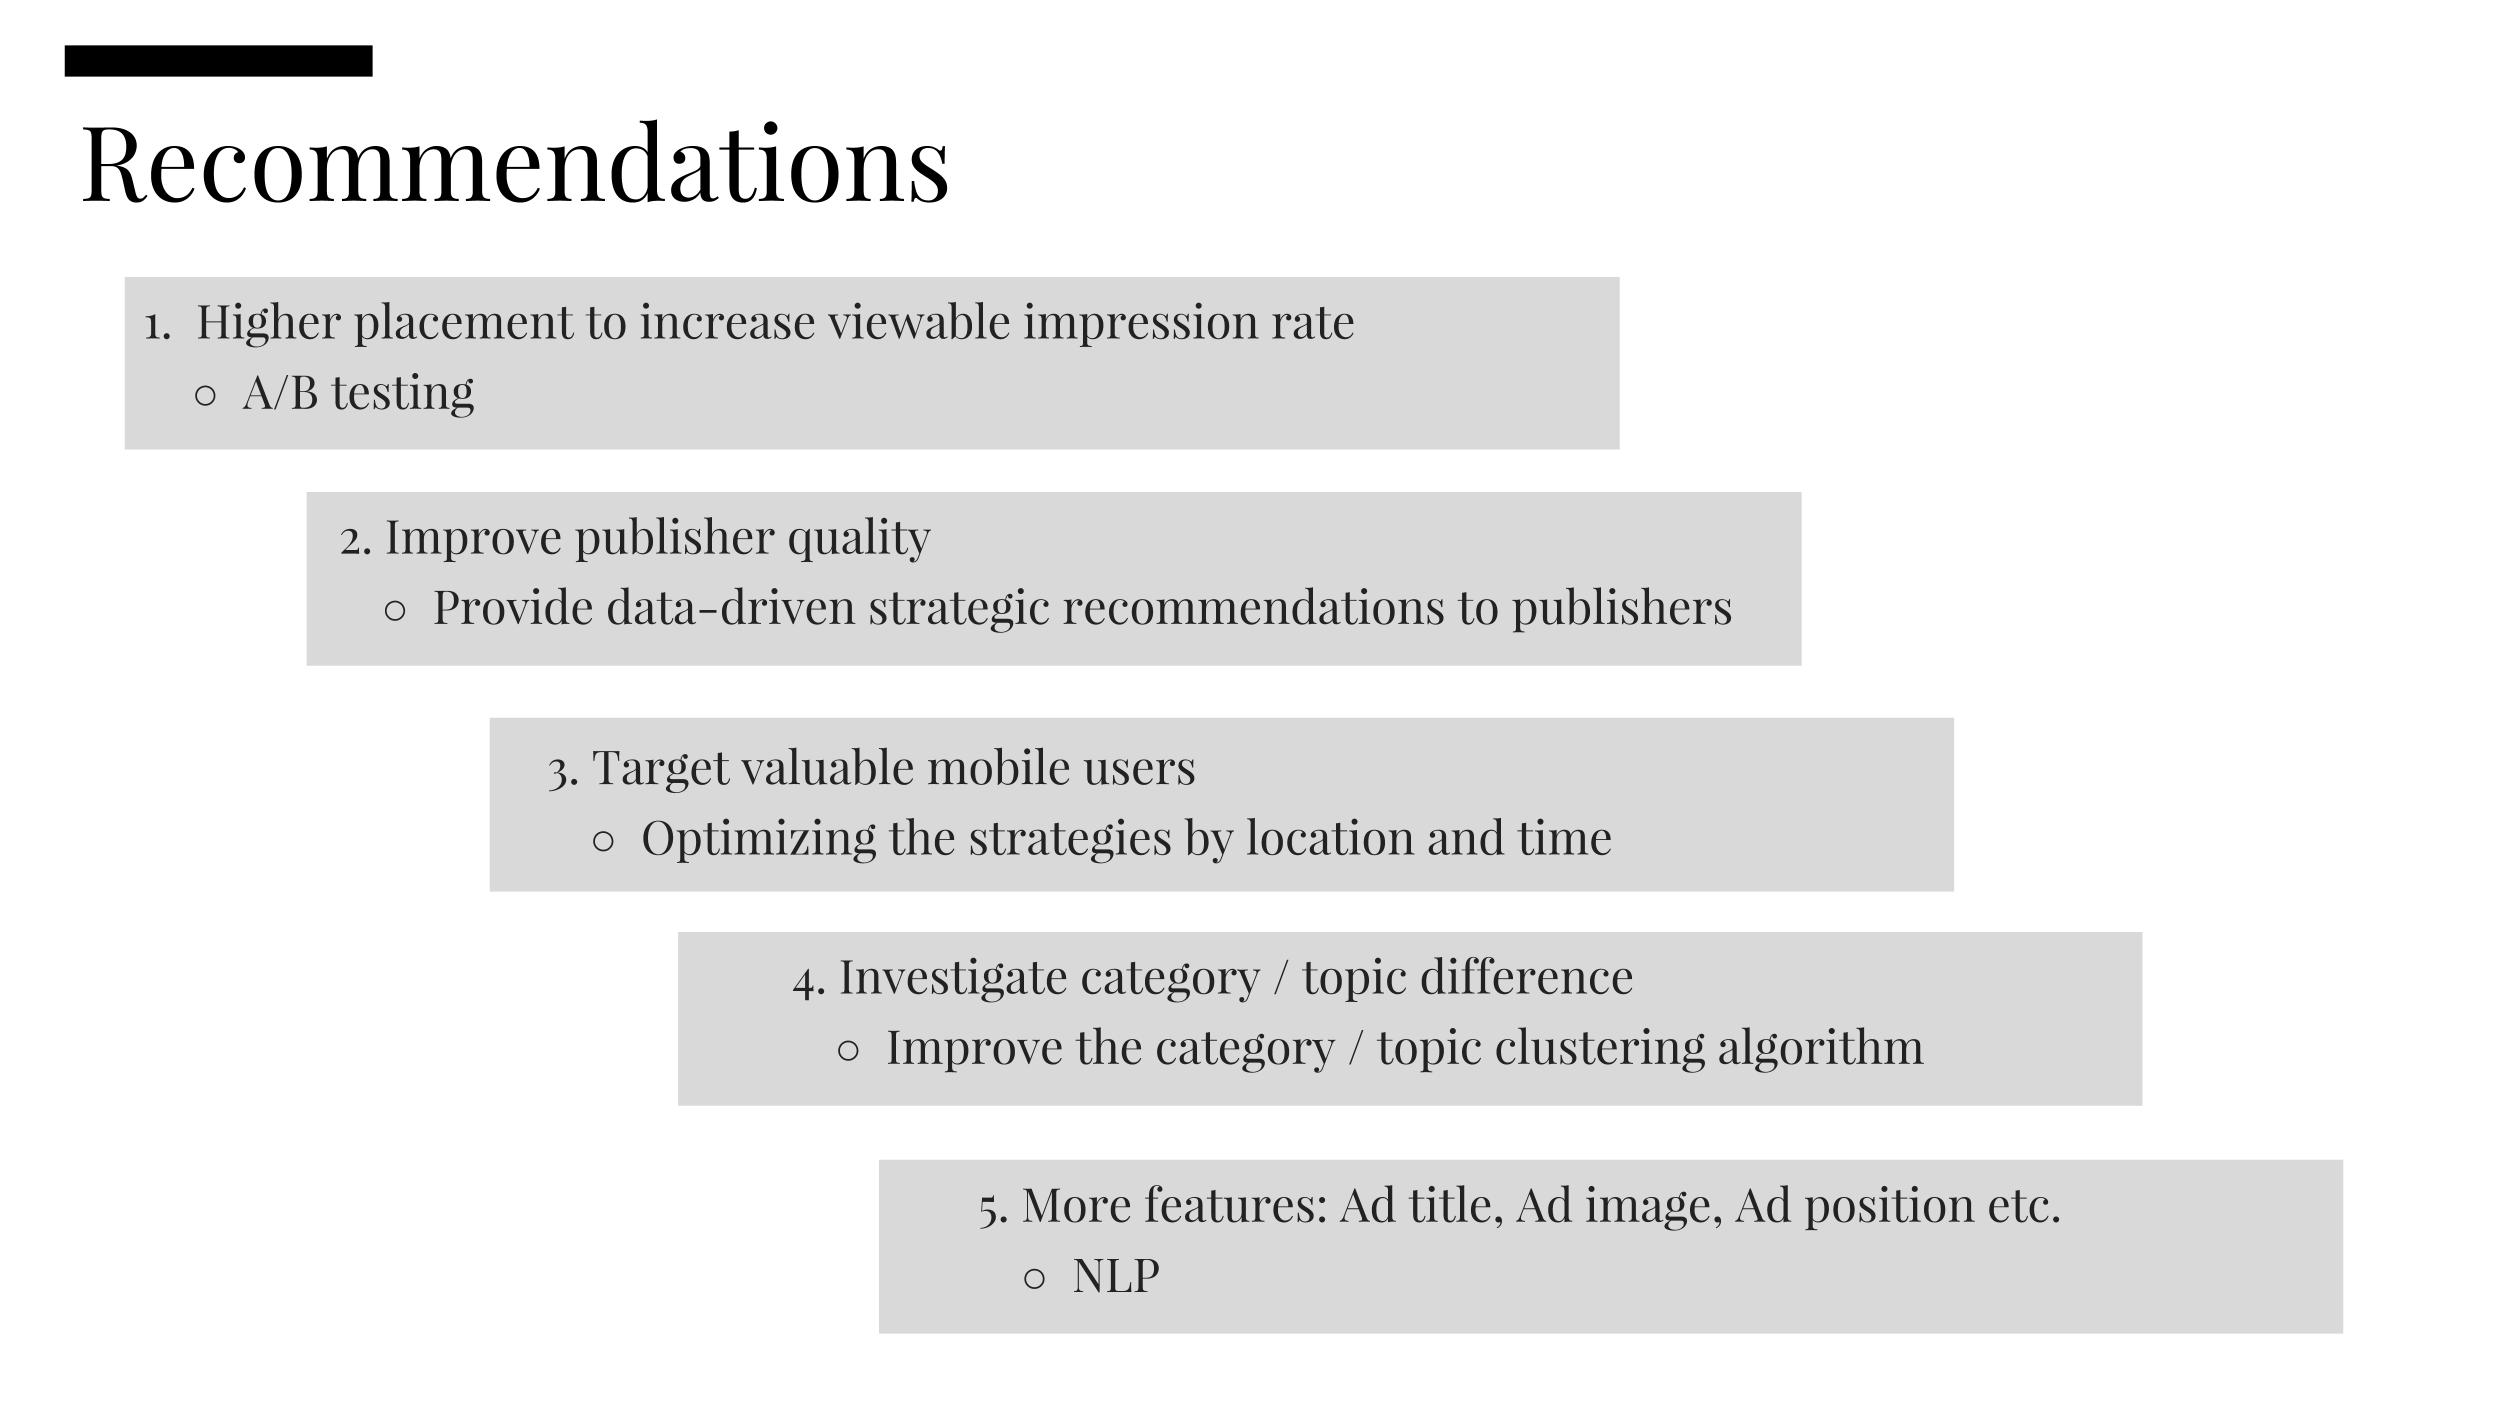 Recommendations
1. Higher placement to increase viewable impression rate
○ A/B testing
2. Improve publisher quality
○ Provide data-driven strategic recommendations to publishers
3. Target valuable mobile users
○ Optimizing the strategies by location and time
4. Investigate category / topic difference
○ Improve the category / topic clustering algorithm
5. More features: Ad title, Ad image, Ad position etc.
○ NLP